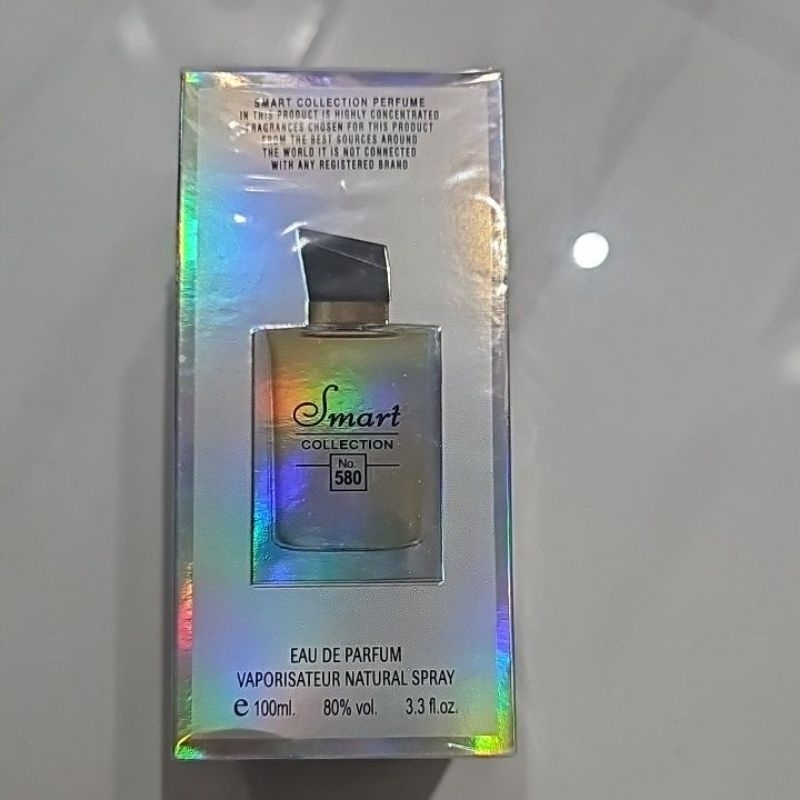 SMART COLLECTION PERFUME
IN THIS PRODUCT IS HIGHLY CONCENTRATED
FRAGRANCES CHOSEN FOR THIS PRODUCT
FROM THE BEST SOURCES AROUND
THE WORLD IT IS NOT CONNECTED
WITH ANY REGISTERED BRAND
Smart
COLLECTION
No.
580
EAU DE PARFUM
VAPORISATEUR NATURAL SPRAY
e 100ml. 80% vol. 3.3 fl.oz.